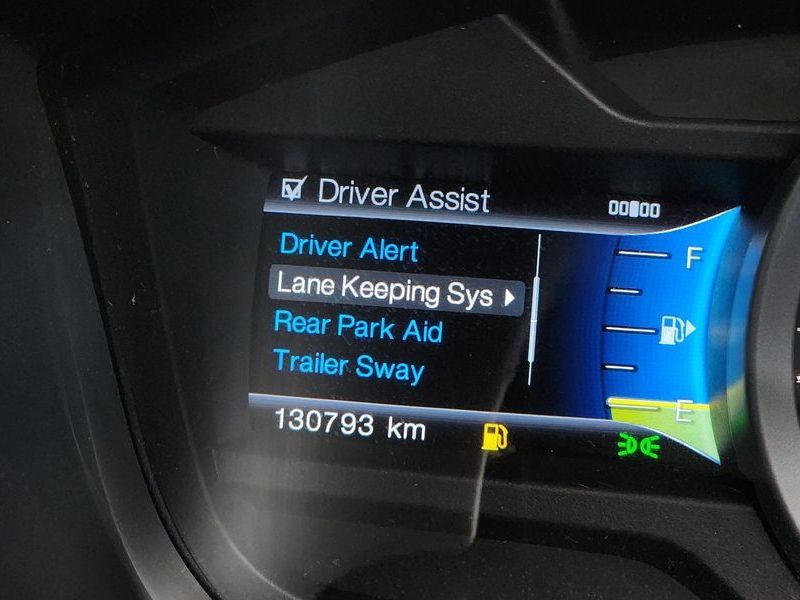 Driver Assist
Driver Alert
Lane Keeping Sys
Rear Park Aid
Trailer Sway
130793 km
F
E